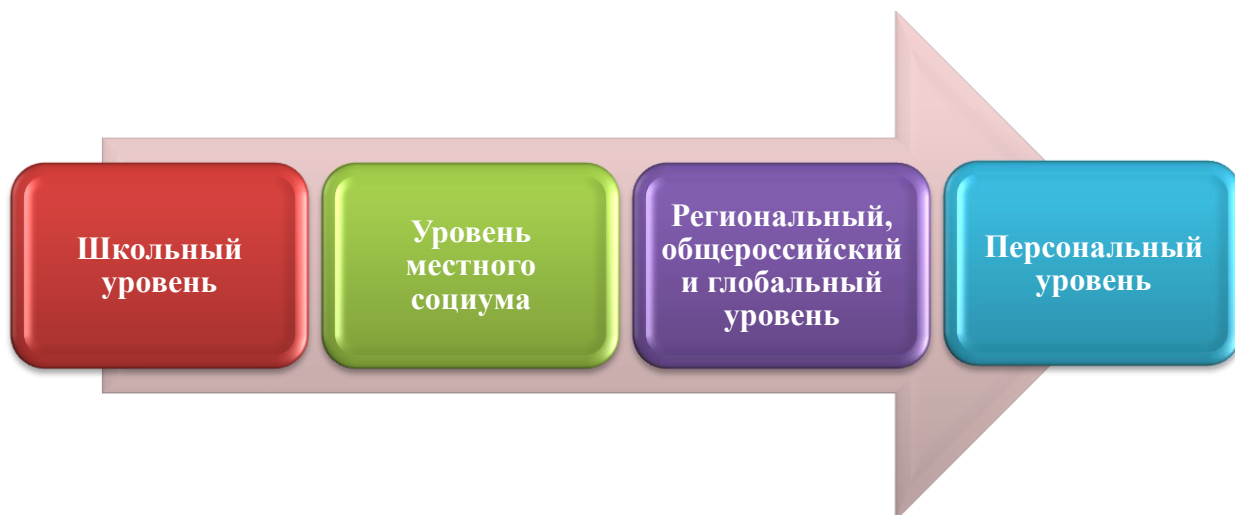 Школьный
уровень
Уровень
местного
социума
Региональный,
общероссийский
и глобальный
уровень
Персональный
уровень